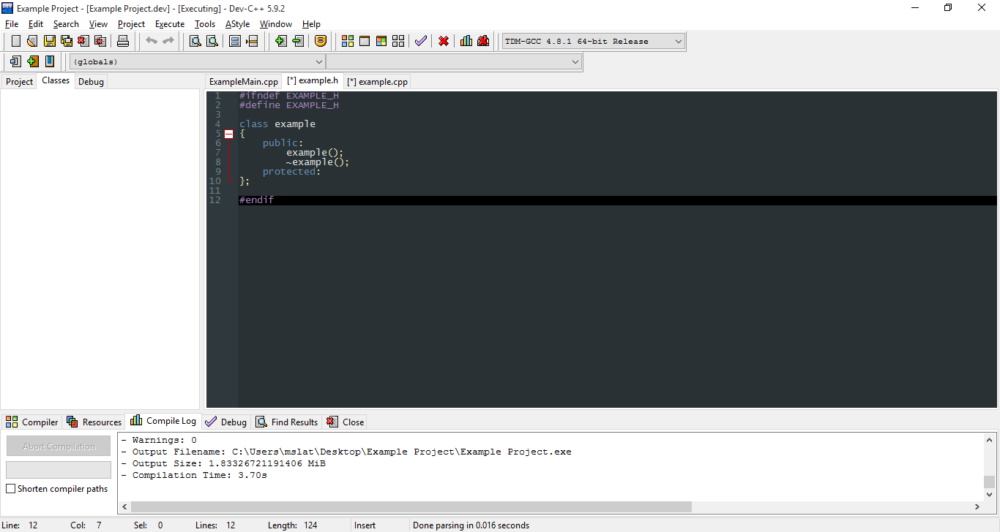 Example Project - [Example Project.dev] - [Executing] - Dev-C++ 5.9.2
File Edit Search View Project Execute Tools AStyle Window Help
TDM-GCC 4.8.1 64-bit Release
(globals)
Project Classes Debug
ExampleMain.cpp [*] example.h [*] example.cpp
1 #ifndef EXAMPLE_H
2 #define EXAMPLE_H
3
4 class example
5 {
6 public:
7 example();
8 ~example();
9 protected:
10 };
11
12 #endif
Compiler Resources Compile Log Debug Find Results Close
Abort Compilation
Shorten compiler paths
- Warnings: 0
- Output Filename: C:\Users\mslat\Desktop\Example Project\Example Project.exe
- Output Size: 1.83326721191406 MiB
- Compilation Time: 3.70s
Line: 12 Col: 7 Sel: 0 Lines: 12 Length: 124 Insert Done parsing in 0.016 seconds